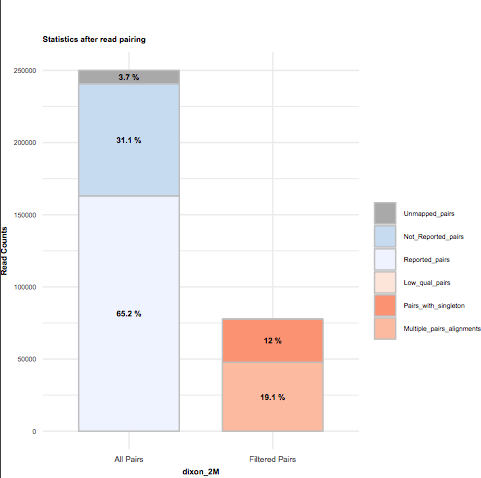 Statistics after read pairing
250000
200000
150000
100000
50000
0
Read Counts
3.7 %
31.1 %
65.2 %
12 %
19.1 %
All Pairs
Filtered Pairs
dixon_2M
Unmapped_pairs
Not_Reported_pairs
Reported_pairs
Low_qual_pairs
Pairs_with_singleton
Multiple_pairs_alignments